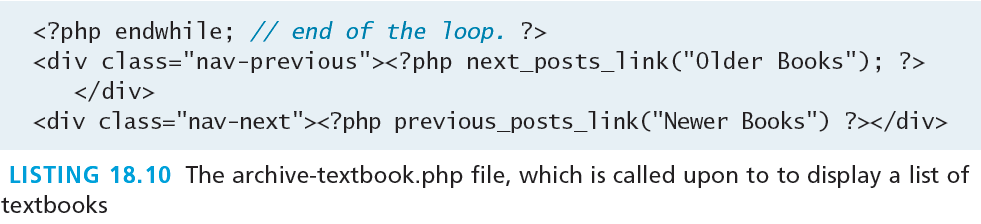 <?php endwhile; // end of the loop. ?>
<div class="nav-previous"><?php next_posts_link("Older Books"); ?>
</div>
<div class="nav-next"><?php previous_posts_link("Newer Books") ?></div>
LISTING 18.10 The archive-textbook.php file, which is called upon to to display a list of
textbooks